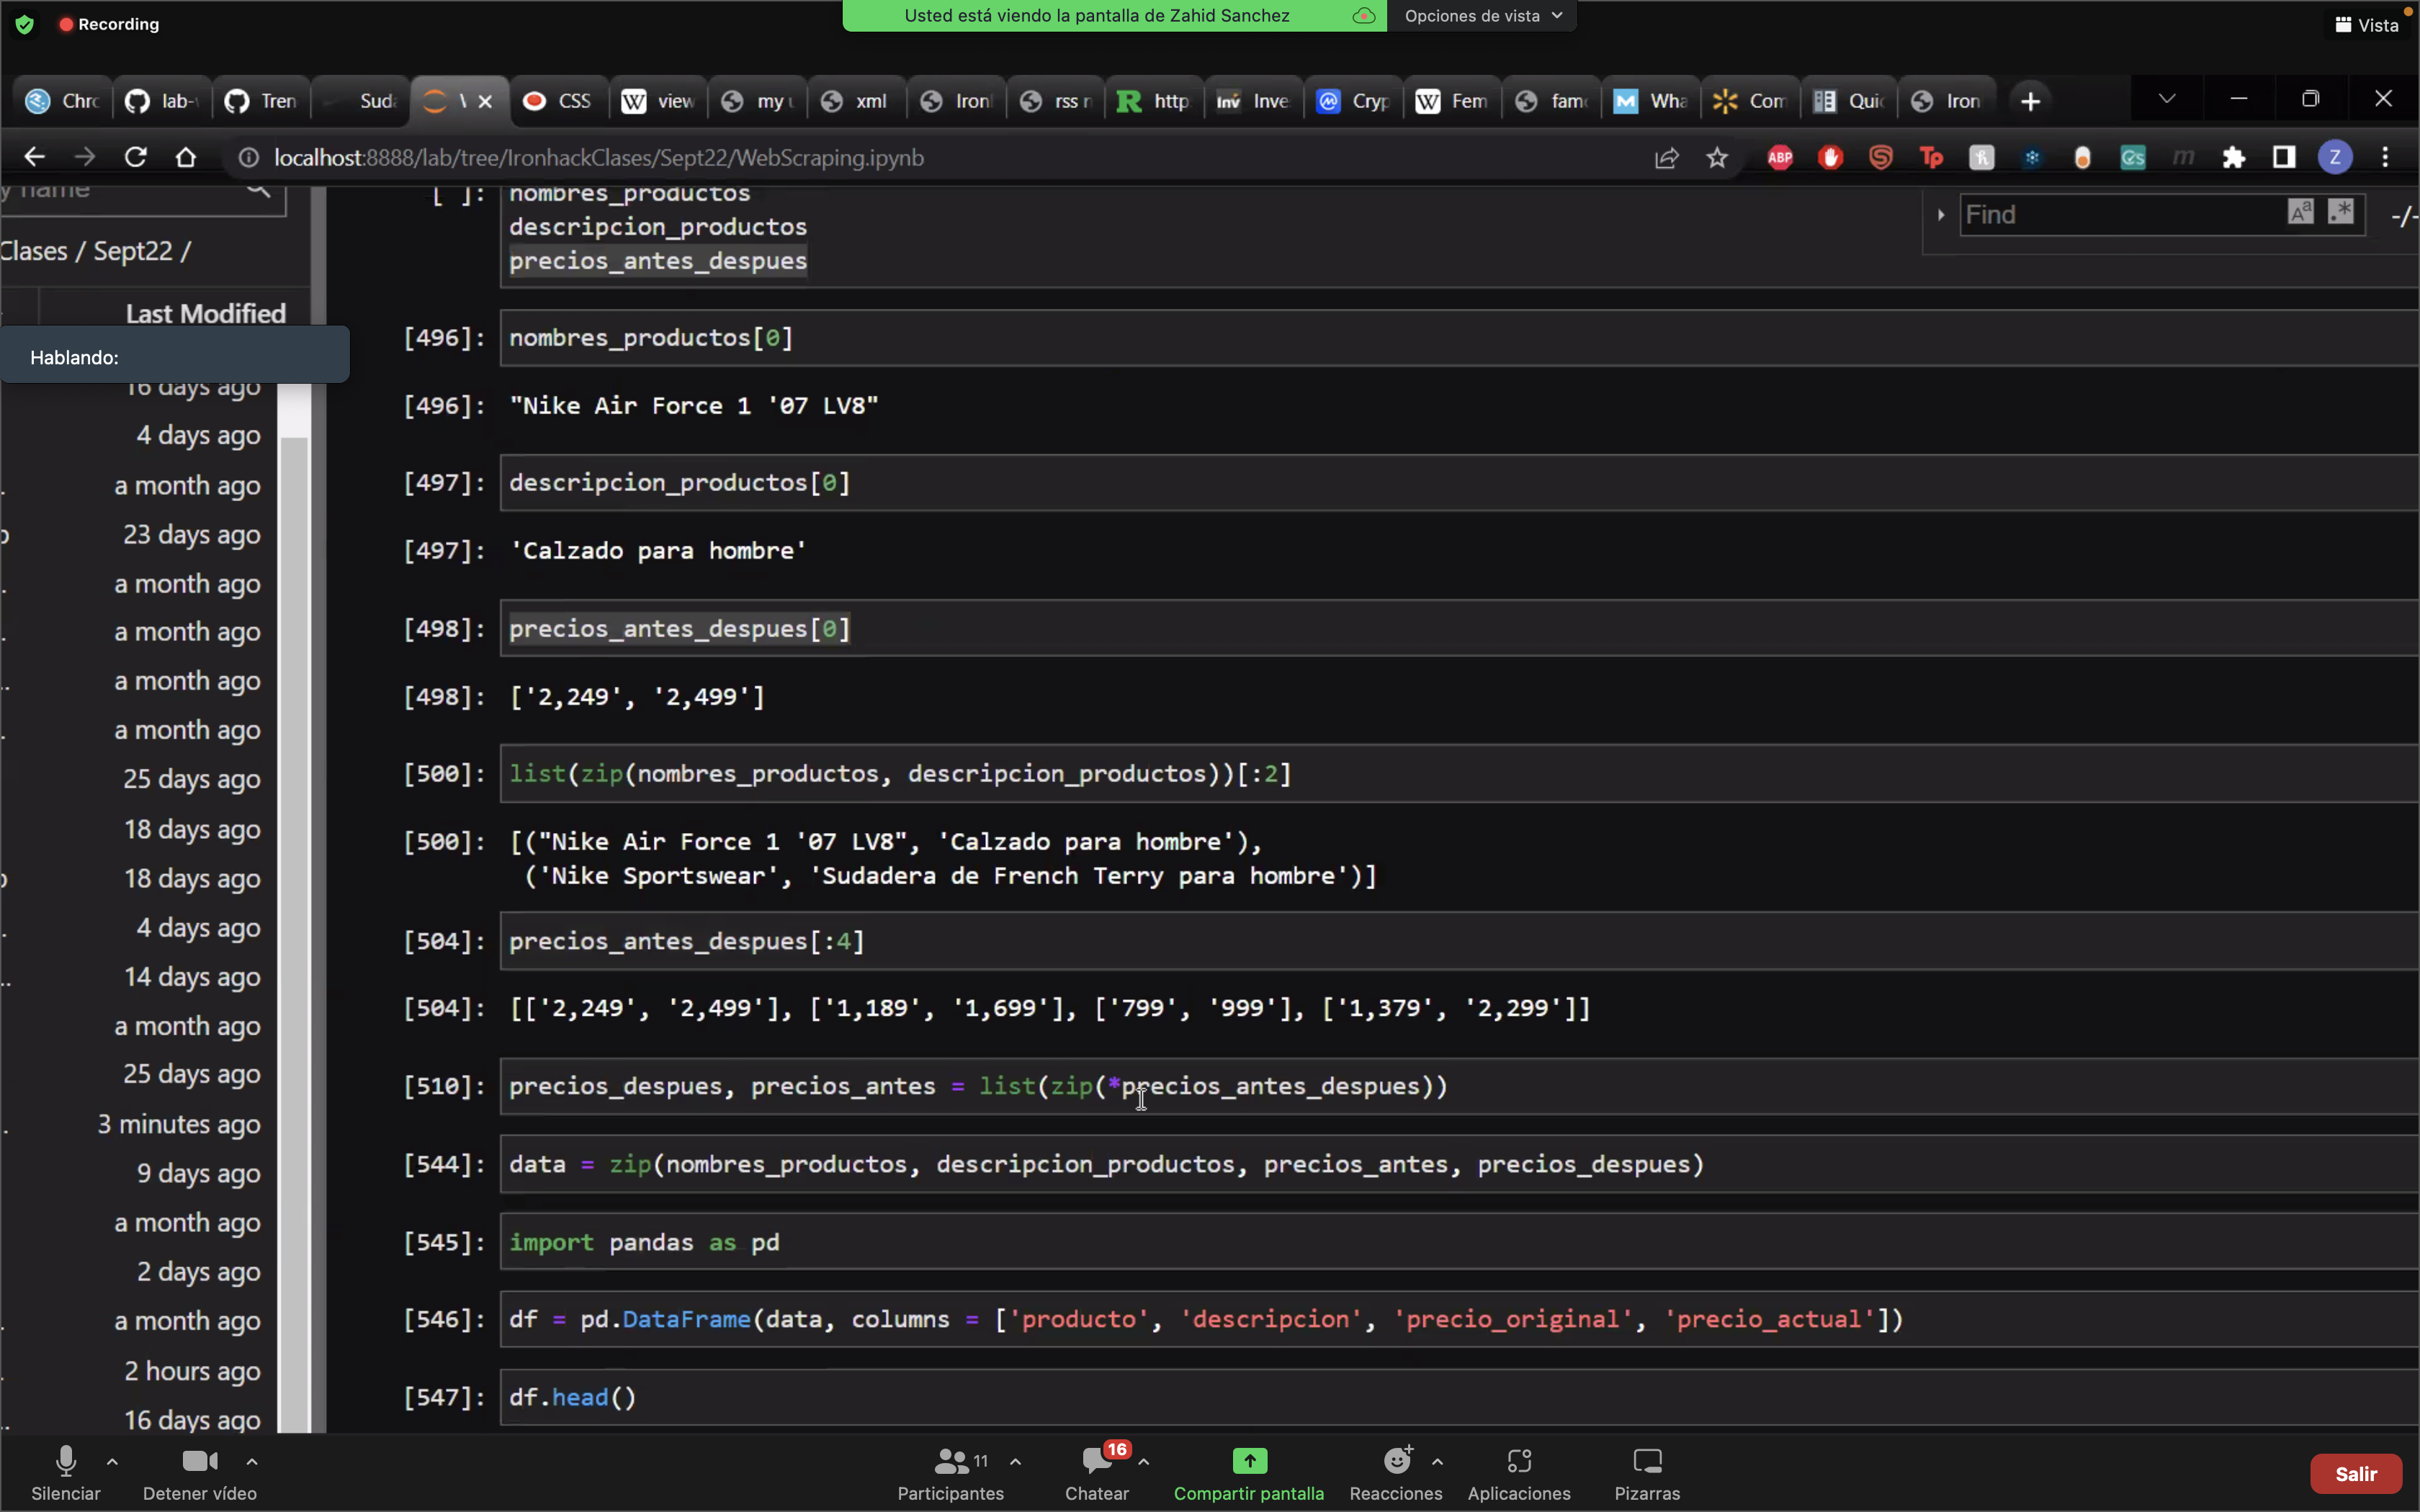 Recording
Usted está viendo la pantalla de Zahid Sanchez
Opciones de vista
Vista
Chrc
lab-
Tren
Suda
CSS
view
my u
xml
Iron
rss n
http
Inve
Cryp
Fem
fam
Wha
Con
Quic
Iron
localhost:8888/lab/tree/IronhackClases/Sept22/WebScraping.ipynb
y name
Clases / Sept22 /
Last Modified
Hablando:
16 days ago
4 days ago
a month ago
23 days ago
a month ago
a month ago
a month ago
a month ago
25 days ago
18 days ago
18 days ago
4 days ago
14 days ago
a month ago
25 days ago
3 minutes ago
9 days ago
a month ago
2 days ago
a month ago
2 hours ago
16 days ago
Find
[ ]: nombres_productos
descripcion_productos
precios_antes_despues
[496]: nombres_productos[0]
[496]: "Nike Air Force 1 '07 LV8"
[497]: descripcion_productos[0]
[497]: 'Calzado para hombre'
[498]: precios_antes_despues[0]
[498]: ['2,249', '2,499']
[500]: list(zip(nombres_productos, descripcion_productos))[:2]
[500]: [("Nike Air Force 1 '07 LV8", 'Calzado para hombre'),
('Nike Sportswear', 'Sudadera de French Terry para hombre')]
[504]: precios_antes_despues[:4]
[504]: [['2,249', '2,499'], ['1,189', '1,699'], ['799', '999'], ['1,379', '2,299']]
[510]: precios_despues, precios_antes = list(zip(*precios_antes_despues))
[544]: data = zip(nombres_productos, descripcion_productos, precios_antes, precios_despues)
[545]: import pandas as pd
[546]: df = pd.DataFrame(data, columns = ['producto', 'descripcion', 'precio_original', 'precio_actual'])
[547]: df.head()
Silenciar
Detener vídeo
11
Participantes
16
Chatear
Compartir pantalla
Reacciones
Aplicaciones
Pizarras
Salir